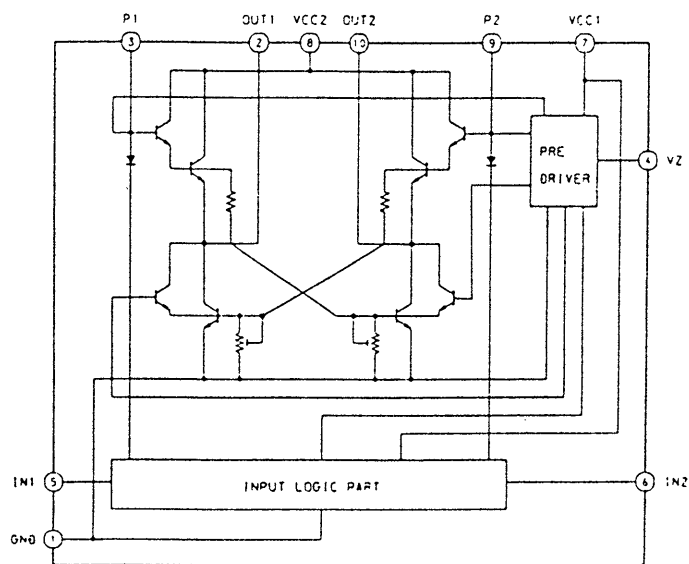 P1 OUT1 VCC2 OUT2 P2 VCC1
3 2 8 10 9 7
PRE
DRIVER
4 VZ
IN1 5
INPUT LOGIC PART
6 IN2
GND 1